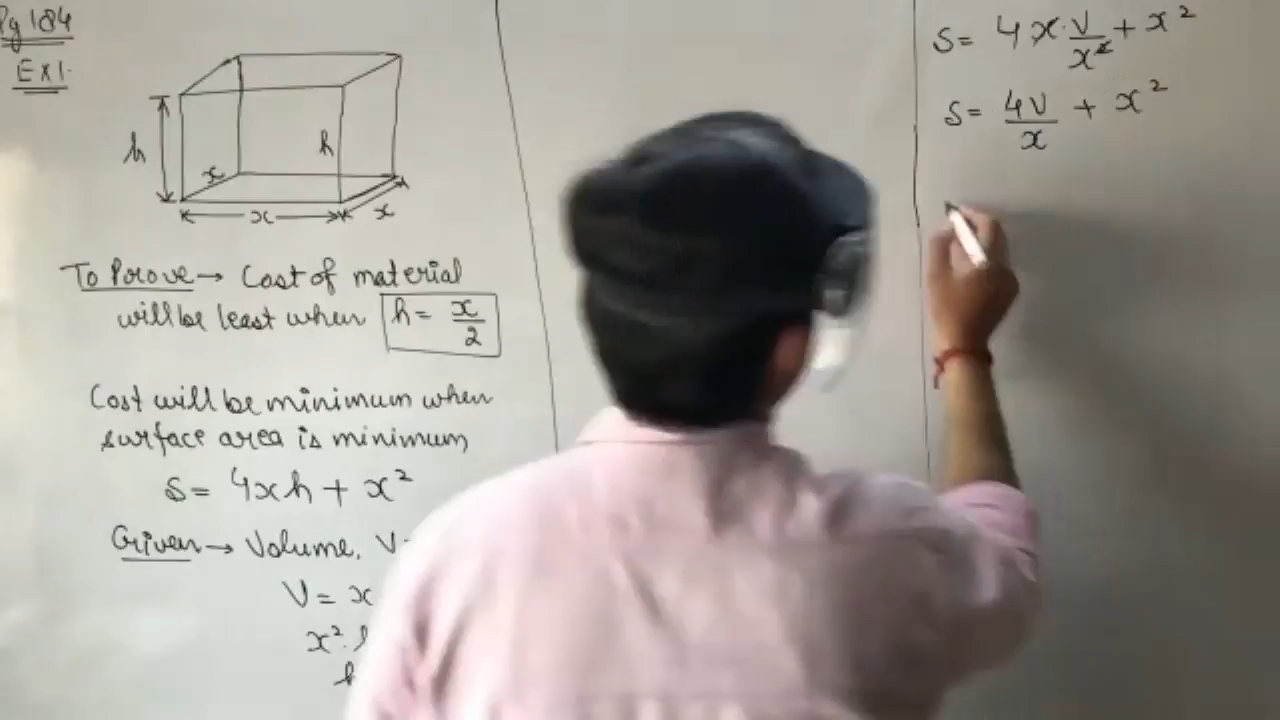 Pg 184
Ex1.
h
x
h
x
x
To Prove → Cost of material
will be least when h = x/2
Cost will be minimum when
surface area is minimum,
S = 4xh + x²
Given → Volume, V
V = x
x².
h
S = 4x·V/x² + x²
S = 4V/x + x²